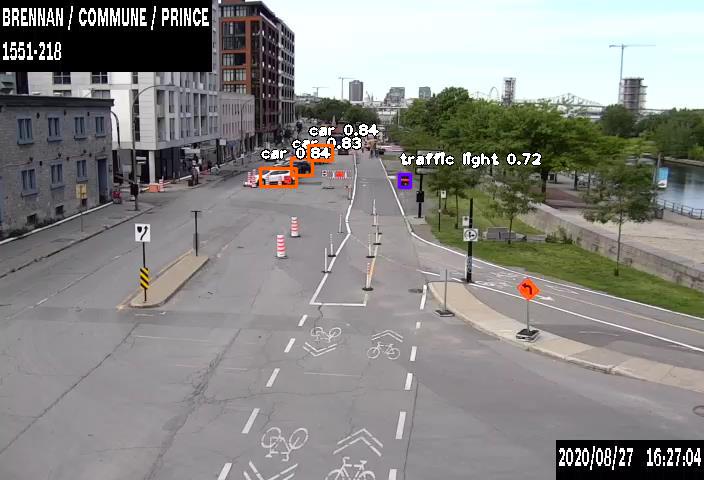 BRENNAN / COMMUNE / PRINCE
1551-218
car 0.84
car 0.83
car 0.84
traffic light 0.72
2020/08/27 16:27:04